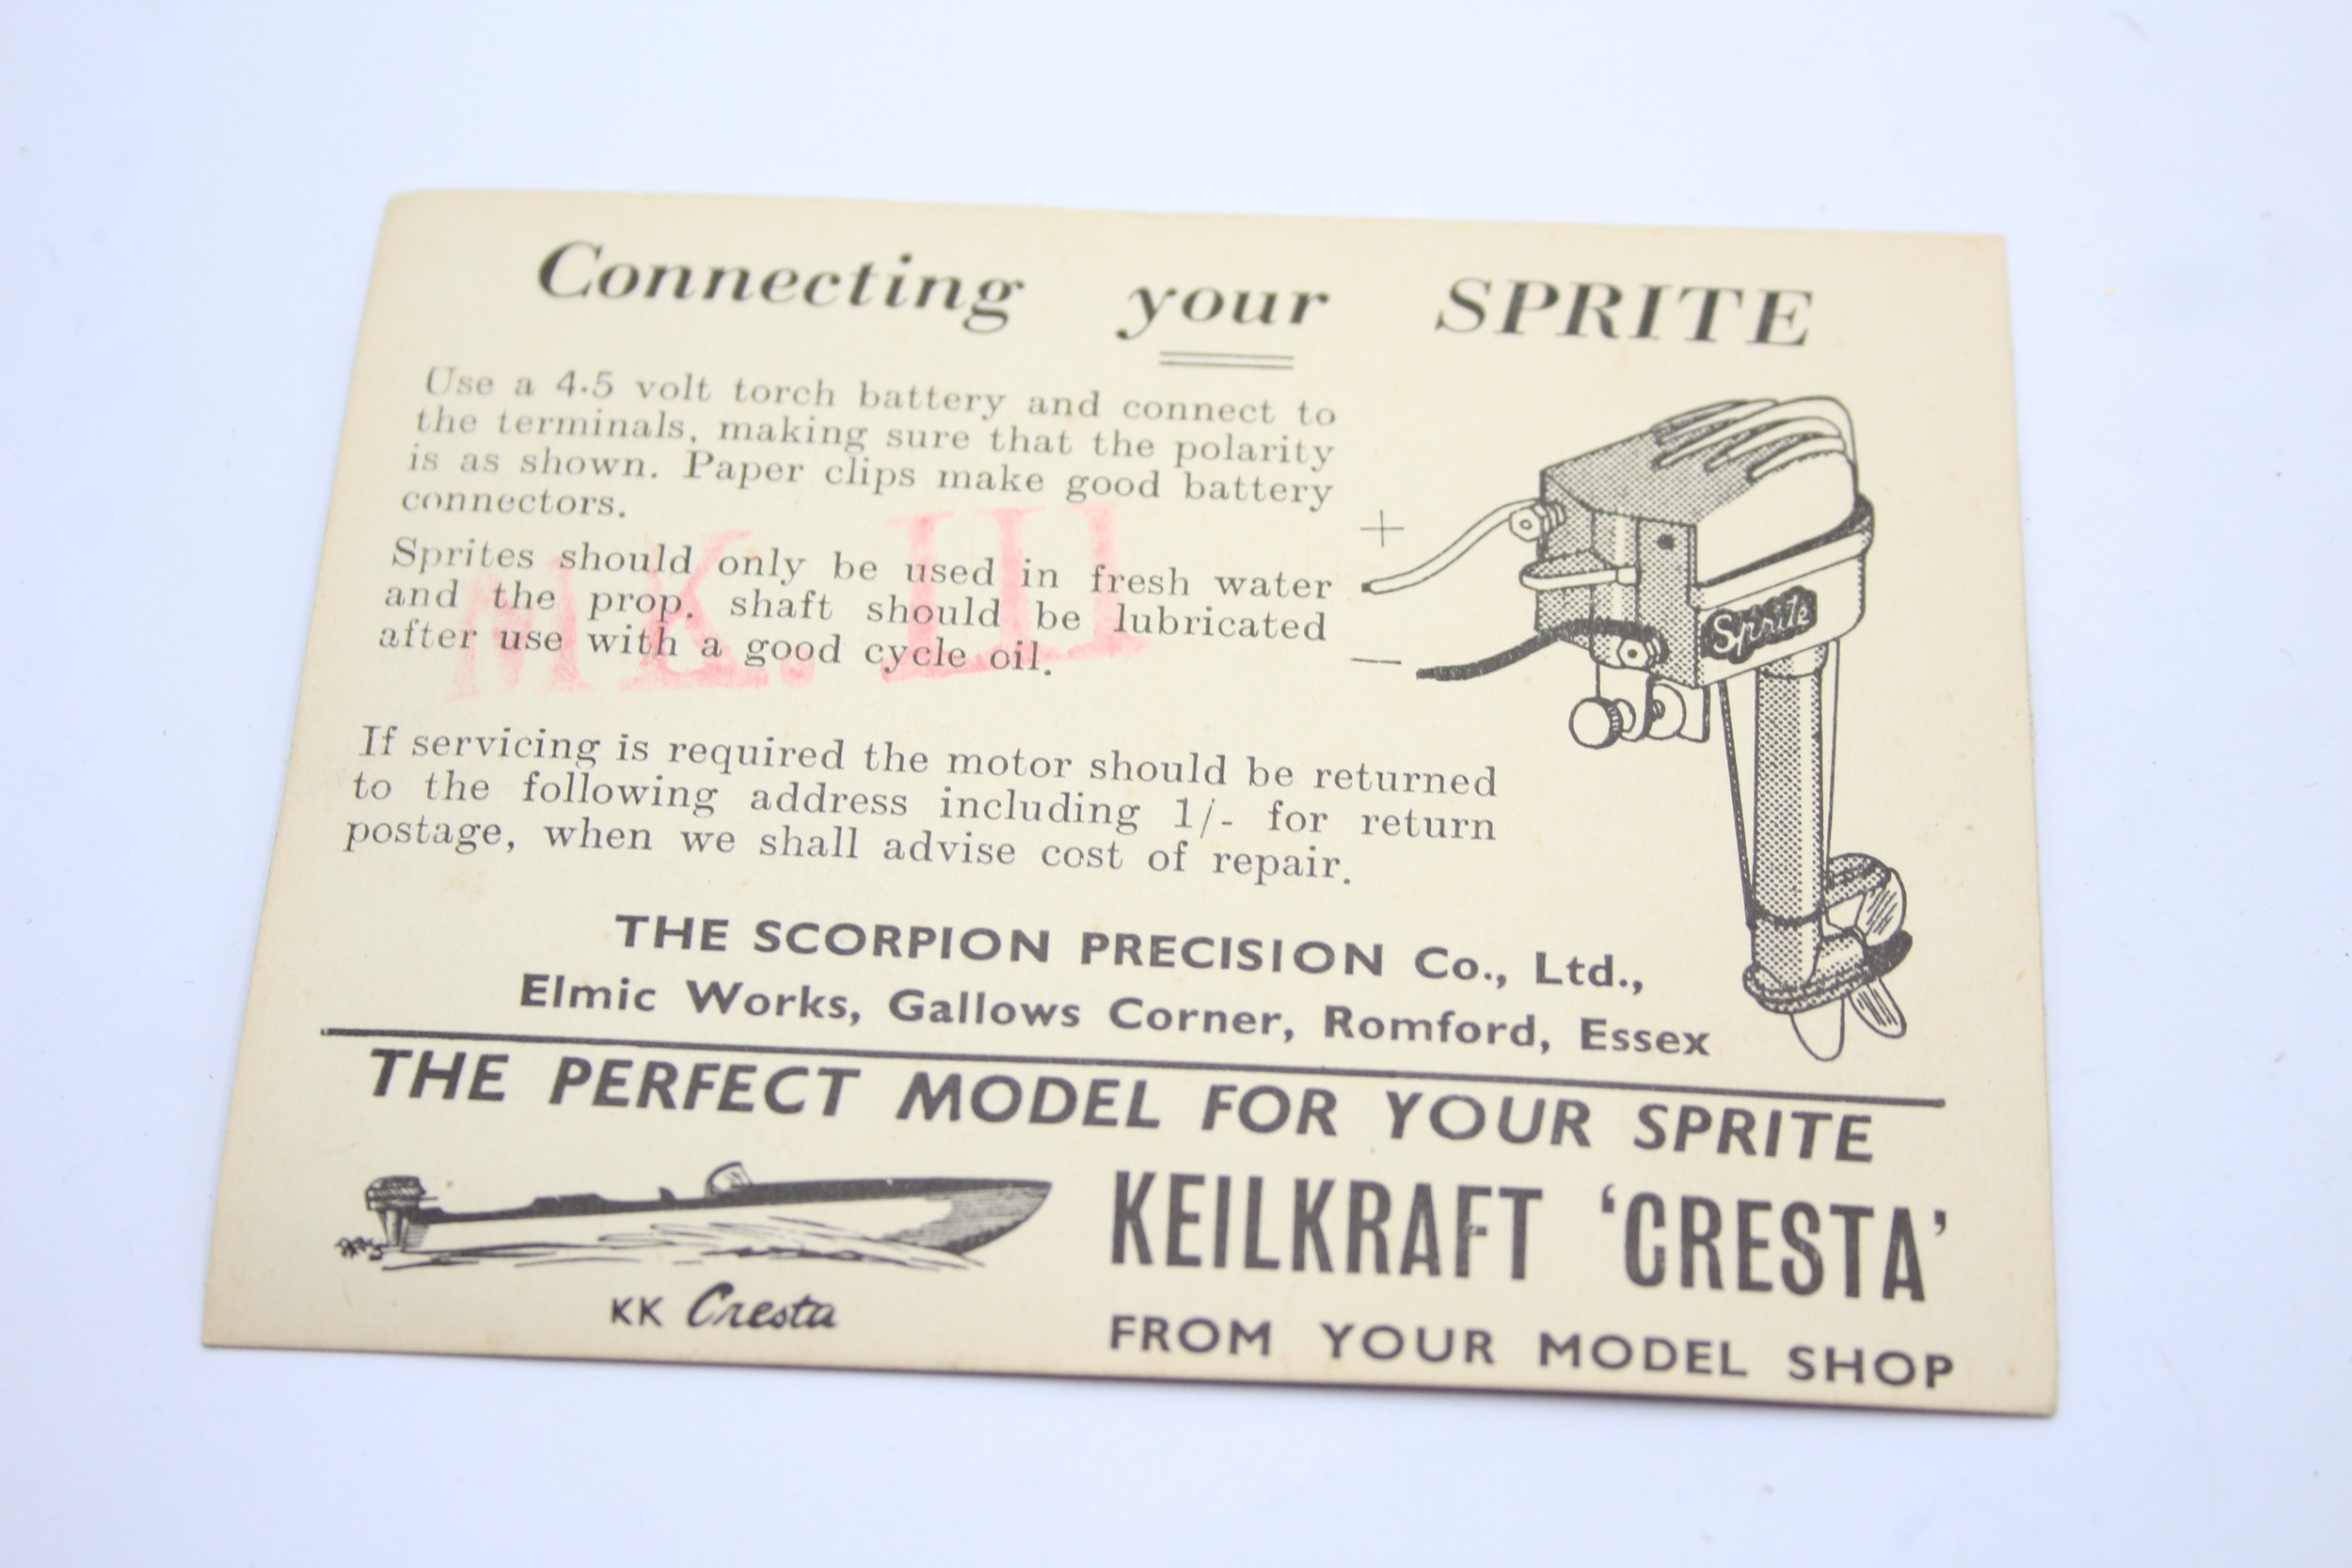 Connecting your SPRITE
Use a 4·5 volt torch battery and connect to
the terminals, making sure that the polarity
is as shown. Paper clips make good battery
connectors.
+
MK. III
Sprites should only be used in fresh water
and the prop. shaft should be lubricated
after use with a good cycle oil.
—
Sprite
If servicing is required the motor should be returned
to the following address including 1/- for return
postage, when we shall advise cost of repair.
THE SCORPION PRECISION Co., Ltd.,
Elmic Works, Gallows Corner, Romford, Essex
THE PERFECT MODEL FOR YOUR SPRITE
KEILKRAFT ‘CRESTA’
KK Cresta
FROM YOUR MODEL SHOP